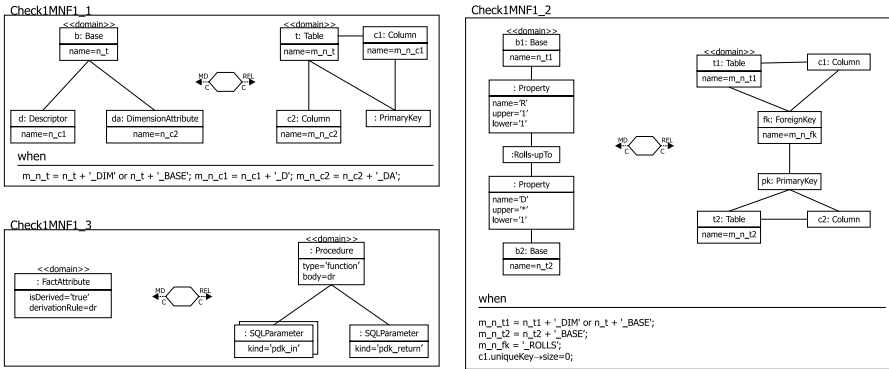 Check1MNF1_1
<<domain>>
b: Base
name=n_t
d: Descriptor
name=n_c1
da: DimensionAttribute
name=n_c2
MD
C
REL
C
<<domain>>
t: Table
name=m_n_t
c1: Column
name=m_n_c1
c2: Column
name=m_n_c2
: PrimaryKey
when
m_n_t = n_t + '_DIM' or n_t + '_BASE'; m_n_c1 = n_c1 + '_D'; m_n_c2 = n_c2 + '_DA';
Check1MNF1_3
<<domain>>
: FactAttribute
isDerived='true'
derivationRule=dr
MD
C
REL
C
<<domain>>
: Procedure
type='function'
body=dr
: SQLParameter
kind='pdk_in'
: SQLParameter
kind='pdk_return'
Check1MNF1_2
<<domain>>
b1: Base
name=n_t1
: Property
name='R'
upper='1'
lower='1'
:Rolls-upTo
: Property
name='D'
upper='*'
lower='1'
b2: Base
name=n_t2
MD
C
REL
C
<<domain>>
t1: Table
name=m_n_t1
c1: Column
fk: ForeignKey
name=m_n_fk
pk: PrimaryKey
t2: Table
name=m_n_t2
c2: Column
when
m_n_t1 = n_t1 + '_DIM' or n_t + '_BASE';
m_n_t2 = n_t2 + '_BASE';
m_n_fk = '_ROLLS';
c1.uniqueKey→size=0;